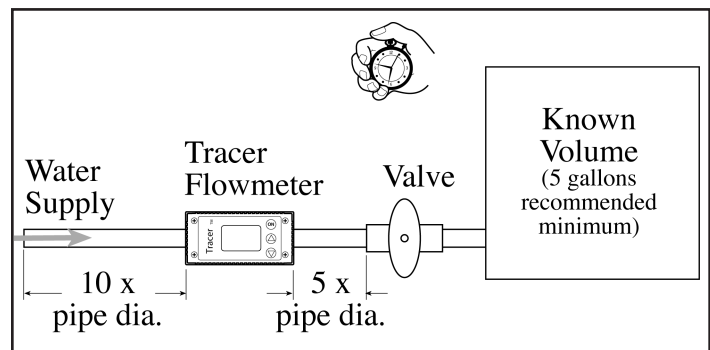 Known
Volume
(5 gallons
recommended
minimum)
Tracer
Flowmeter
Valve
Water
Supply
Tracer ™
ON
10 x
pipe dia.
5 x
pipe dia.